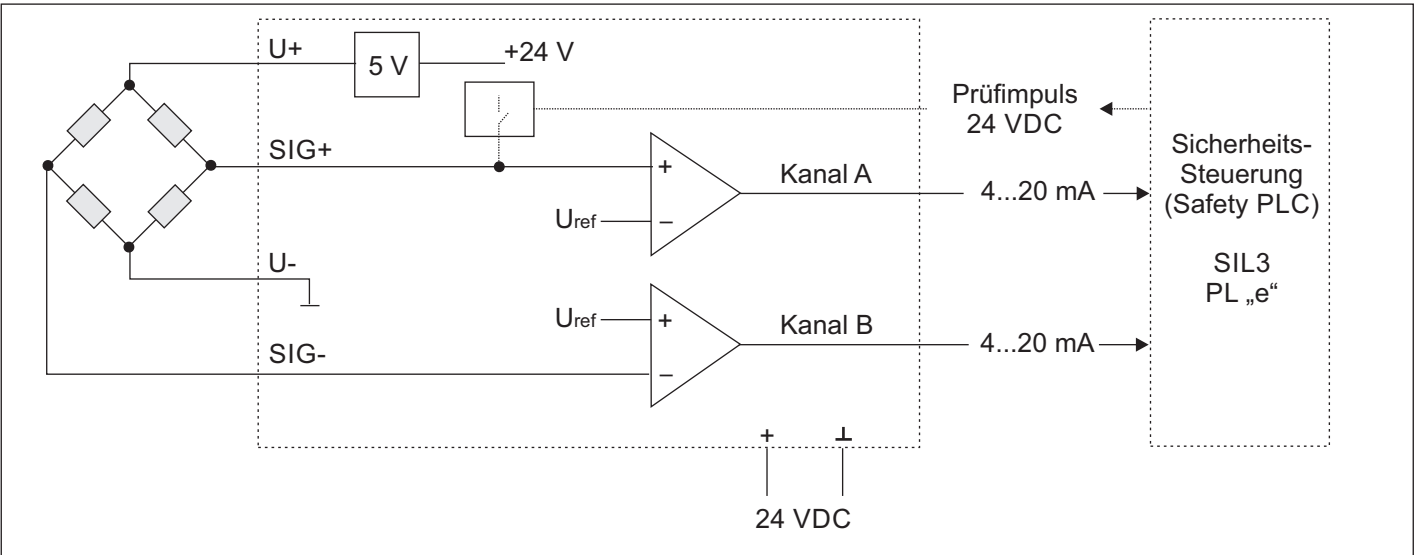 U+
5 V
+24 V
Prüfimpuls
24 VDC
SIG+
+
Kanal A
4...20 mA
Uref
−
Sicherheits-
Steuerung
(Safety PLC)
SIL3
PL „e“
U-
Uref
+
Kanal B
4...20 mA
SIG-
−
+
24 VDC